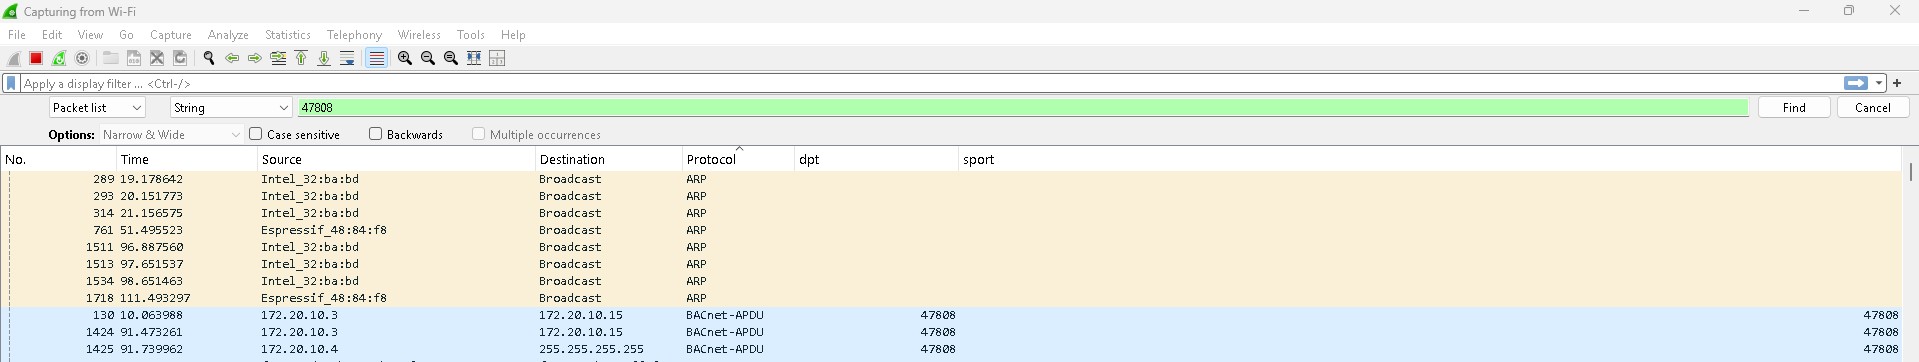 Capturing from Wi-Fi
File Edit View Go Capture Analyze Statistics Telephony Wireless Tools Help
Apply a display filter ... <Ctrl-/>
Packet list String 47808 Find Cancel
Options: Narrow & Wide Case sensitive Backwards Multiple occurrences
No. Time Source Destination Protocol dpt sport
289 19.178642 Intel_32:ba:bd Broadcast ARP
293 20.151773 Intel_32:ba:bd Broadcast ARP
314 21.156575 Intel_32:ba:bd Broadcast ARP
761 51.495523 Espressif_48:84:f8 Broadcast ARP
1511 96.887560 Intel_32:ba:bd Broadcast ARP
1513 97.651537 Intel_32:ba:bd Broadcast ARP
1534 98.651463 Intel_32:ba:bd Broadcast ARP
1718 111.493297 Espressif_48:84:f8 Broadcast ARP
130 10.063988 172.20.10.3 172.20.10.15 BACnet-APDU 47808 47808
1424 91.473261 172.20.10.3 172.20.10.15 BACnet-APDU 47808 47808
1425 91.739962 172.20.10.4 255.255.255.255 BACnet-APDU 47808 47808